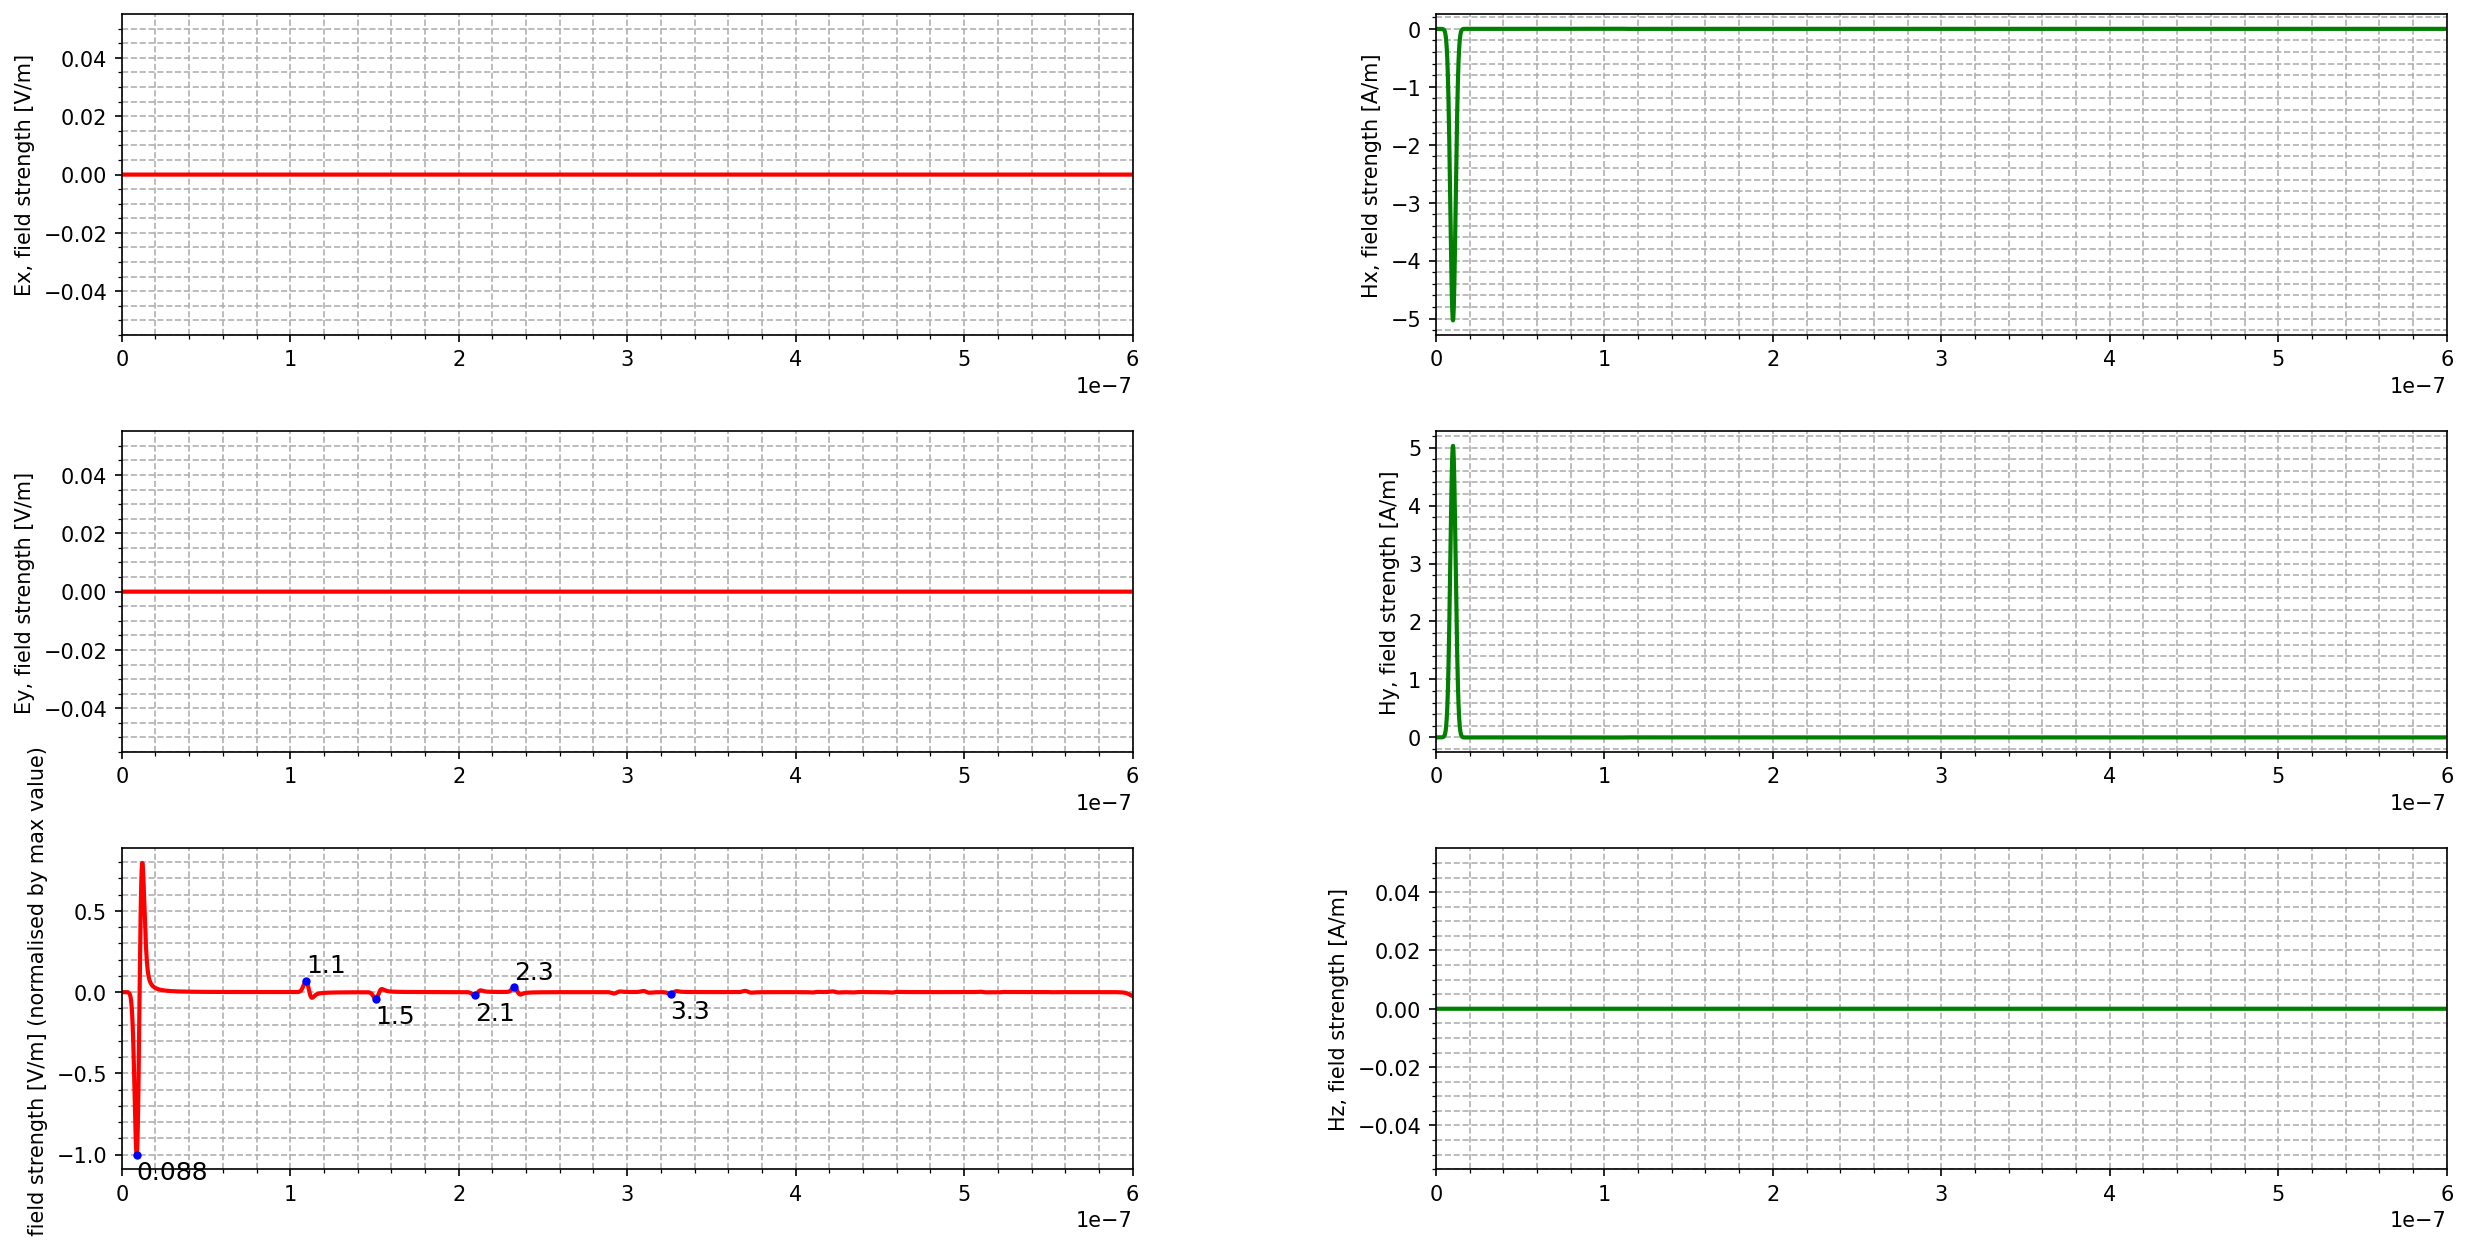 Ex, field strength [V/m]
0.04
0.02
0.00
−0.02
−0.04
0 1 2 3 4 5 6
1e−7
Hx, field strength [A/m]
0
−1
−2
−3
−4
−5
0 1 2 3 4 5 6
1e−7
Ey, field strength [V/m]
0.04
0.02
0.00
−0.02
−0.04
0 1 2 3 4 5 6
1e−7
Hy, field strength [A/m]
5
4
3
2
1
0
0 1 2 3 4 5 6
1e−7
field strength [V/m] (normalised by max value)
0.5
0.0
−0.5
−1.0
0.088
1.1
1.5
2.1
2.3
3.3
0 1 2 3 4 5 6
1e−7
Hz, field strength [A/m]
0.04
0.02
0.00
−0.02
−0.04
0 1 2 3 4 5 6
1e−7